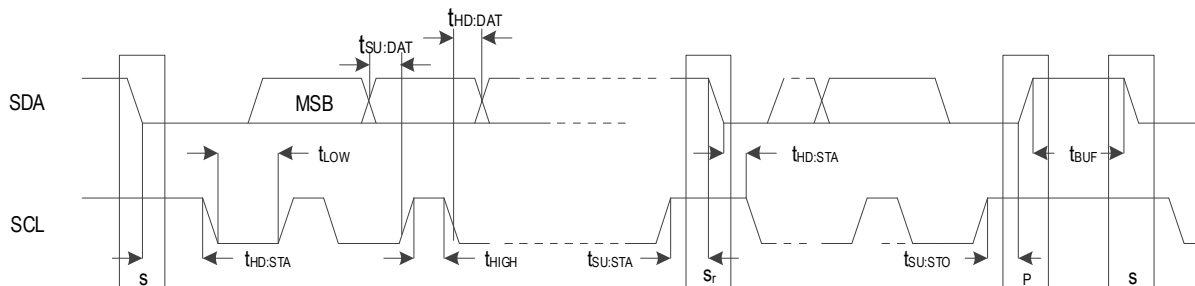 tHD:DAT
tSU:DAT
SDA
MSB
tLOW
tHD:STA
tBUF
SCL
tHD:STA
tHIGH
tSU:STA
tSU:STO
S
Sr
P
S